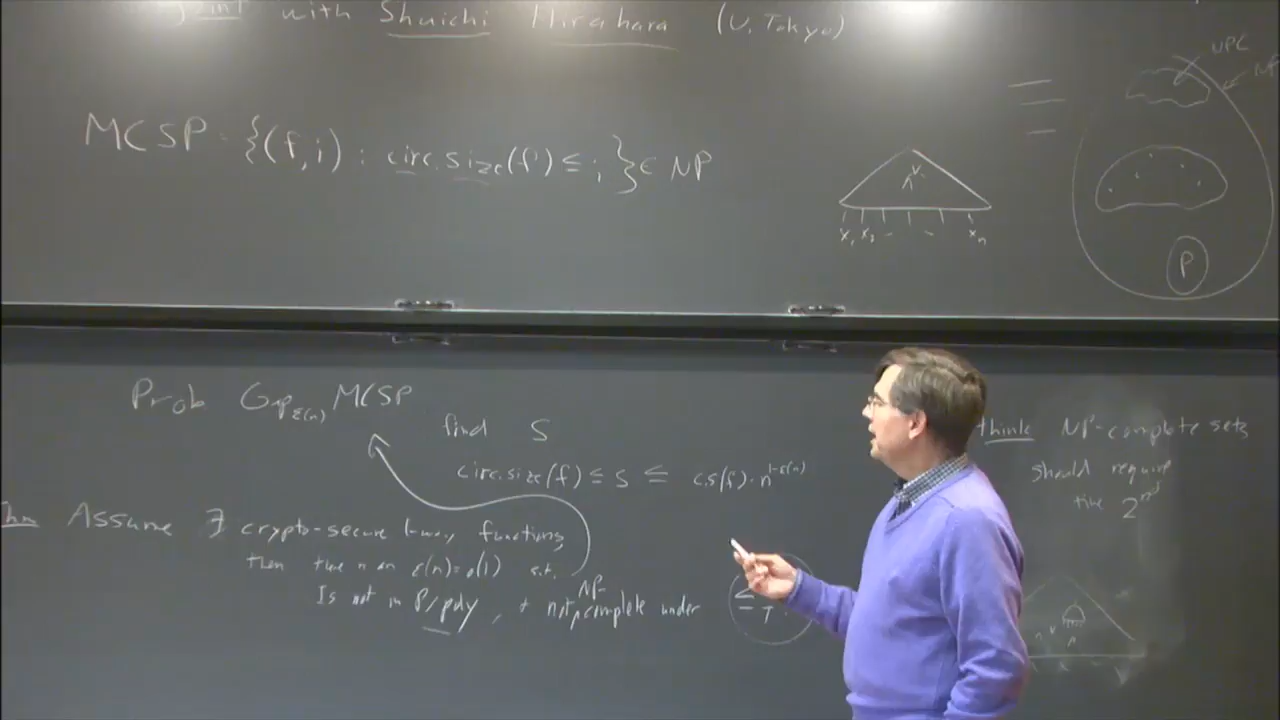 Joint with Shuichi Hirahara (U. Tokyo)
MCSP = {(f,i) : circ.size(f) ≤ i} ∈ NP
∧ ∨
x₁ x₂ - - xₙ
NPC
P
Prob Gap_ε(n) MCSP
find S
circ.size(f) ≤ S ≤ c.s(f)·n^(1-ε(n))
Thm Assume ∃ crypto-secure 1-way functions,
then there is an ε(n)=o(1) s.t.
Is not in P/poly, + not NP-complete under ≤ T
think NP-complete sets
should require
time